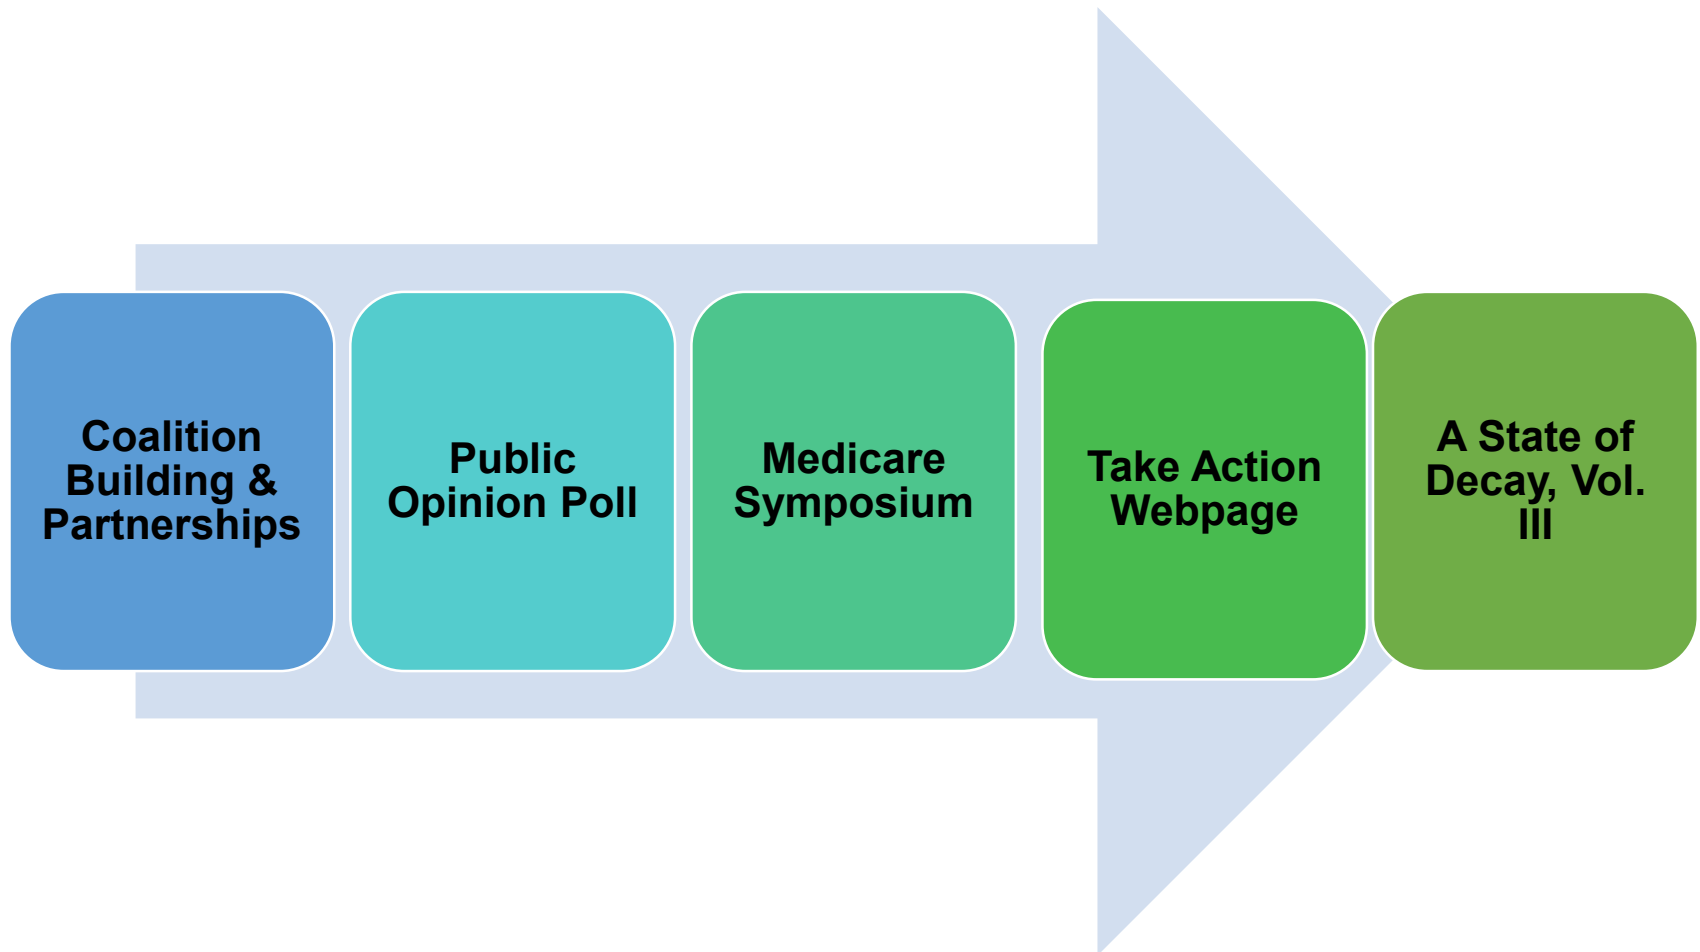 Coalition
Building &
Partnerships
Public
Opinion Poll
Medicare
Symposium
Take Action
Webpage
A State of
Decay, Vol.
III